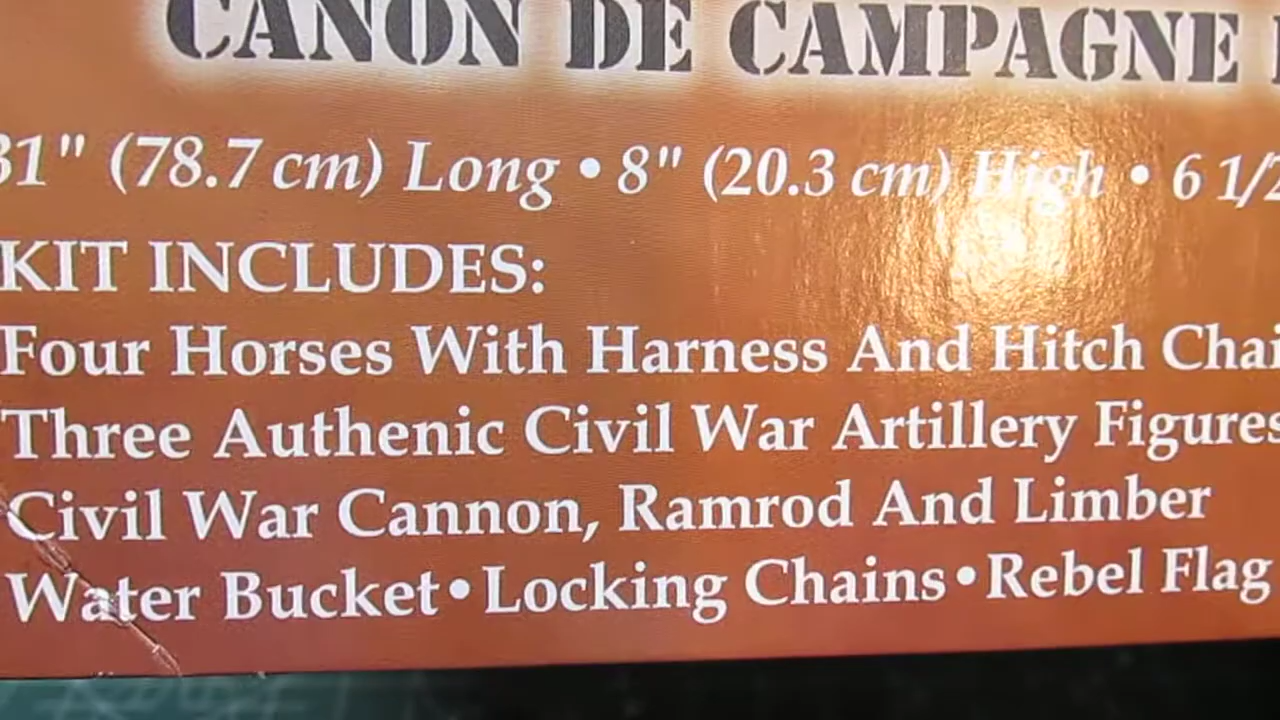 CANON DE CAMPAGNE
31" (78.7 cm) Long • 8" (20.3 cm) High • 6 1/2
KIT INCLUDES:
Four Horses With Harness And Hitch Chai
Three Authenic Civil War Artillery Figures
Civil War Cannon, Ramrod And Limber
Water Bucket • Locking Chains • Rebel Flag